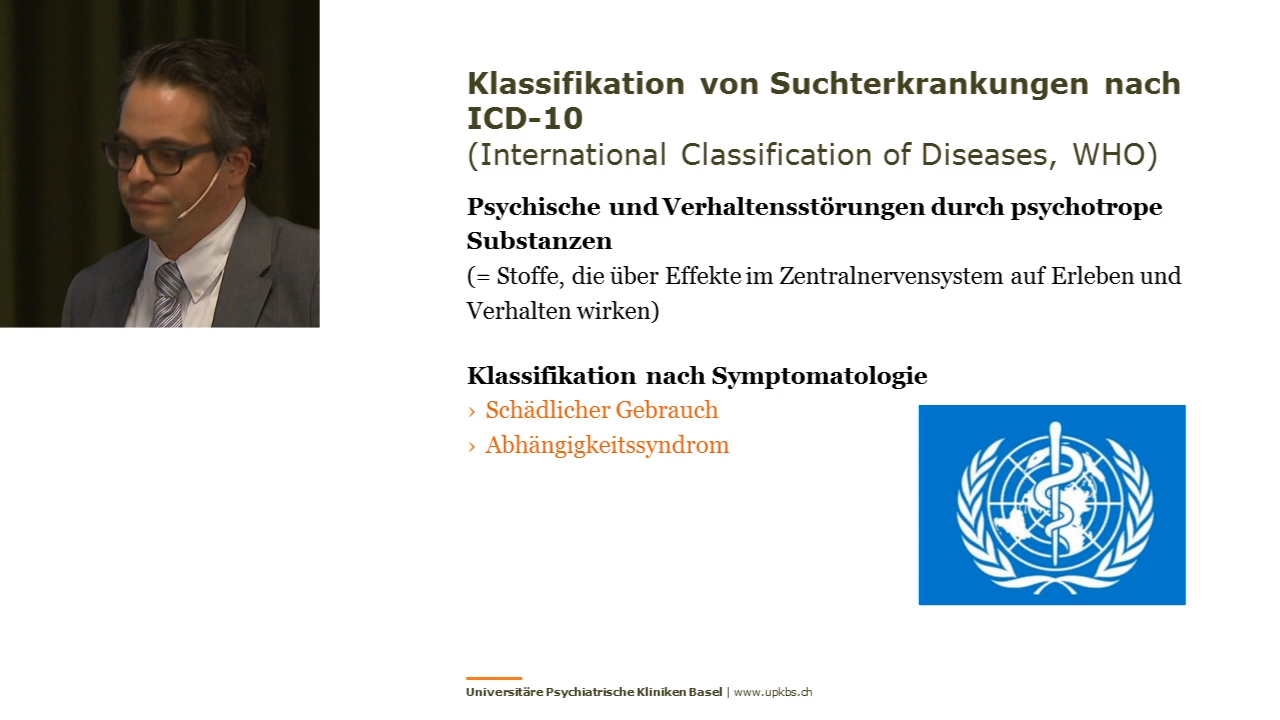 Klassifikation von Suchterkrankungen nach
ICD-10
(International Classification of Diseases, WHO)
Psychische und Verhaltensstörungen durch psychotrope
Substanzen
(= Stoffe, die über Effekte im Zentralnervensystem auf Erleben und
Verhalten wirken)
Klassifikation nach Symptomatologie
› Schädlicher Gebrauch
› Abhängigkeitssyndrom
Universitäre Psychiatrische Kliniken Basel | www.upkbs.ch